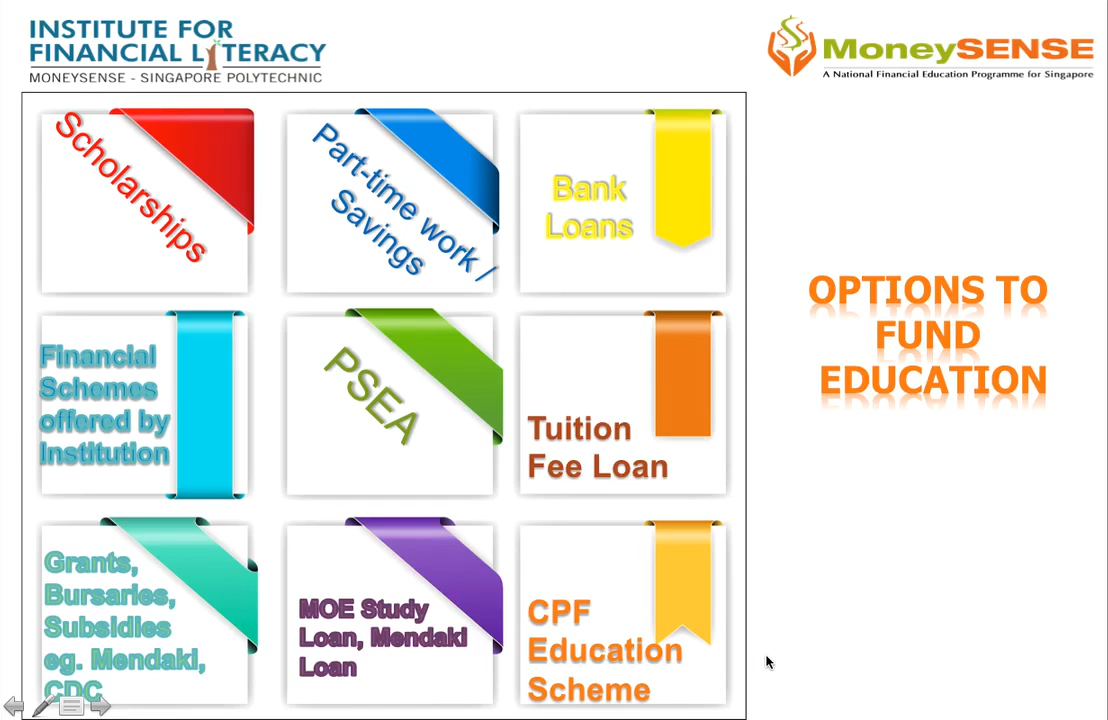 INSTITUTE FOR
FINANCIAL LITERACY
MONEYSENSE - SINGAPORE POLYTECHNIC
MoneySENSE
A National Financial Education Programme for Singapore
Scholarships
Part-time work /
Savings
Bank
Loans
Financial
Schemes
offered by
Institution
PSEA
Tuition
Fee Loan
Grants,
Bursaries,
Subsidies
eg. Mendaki,
CDC
MOE Study
Loan, Mendaki
Loan
CPF
Education
Scheme
OPTIONS TO
FUND
EDUCATION